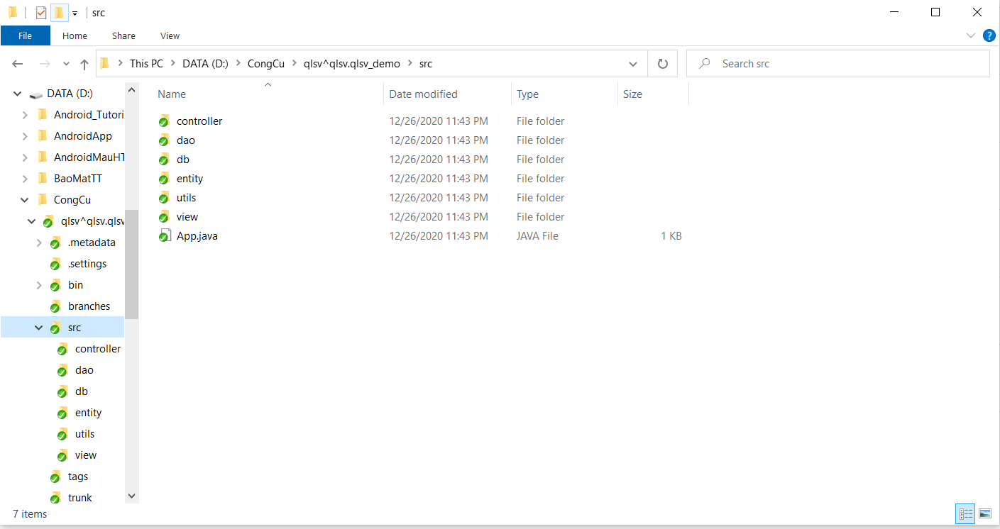 src
File Home Share View
This PC DATA (D:) CongCu qlsv^qlsv.qlsv_demo src
Search src
DATA (D:)
Android_Tutori
AndroidApp
AndroidMauHT
BaoMatTT
CongCu
qlsv^qlsv.qlsv
.metadata
.settings
bin
branches
src
controller
dao
db
entity
utils
view
tags
trunk
Name Date modified Type Size
controller 12/26/2020 11:43 PM File folder
dao 12/26/2020 11:43 PM File folder
db 12/26/2020 11:43 PM File folder
entity 12/26/2020 11:43 PM File folder
utils 12/26/2020 11:43 PM File folder
view 12/26/2020 11:43 PM File folder
App.java 12/26/2020 11:43 PM JAVA File 1 KB
7 items